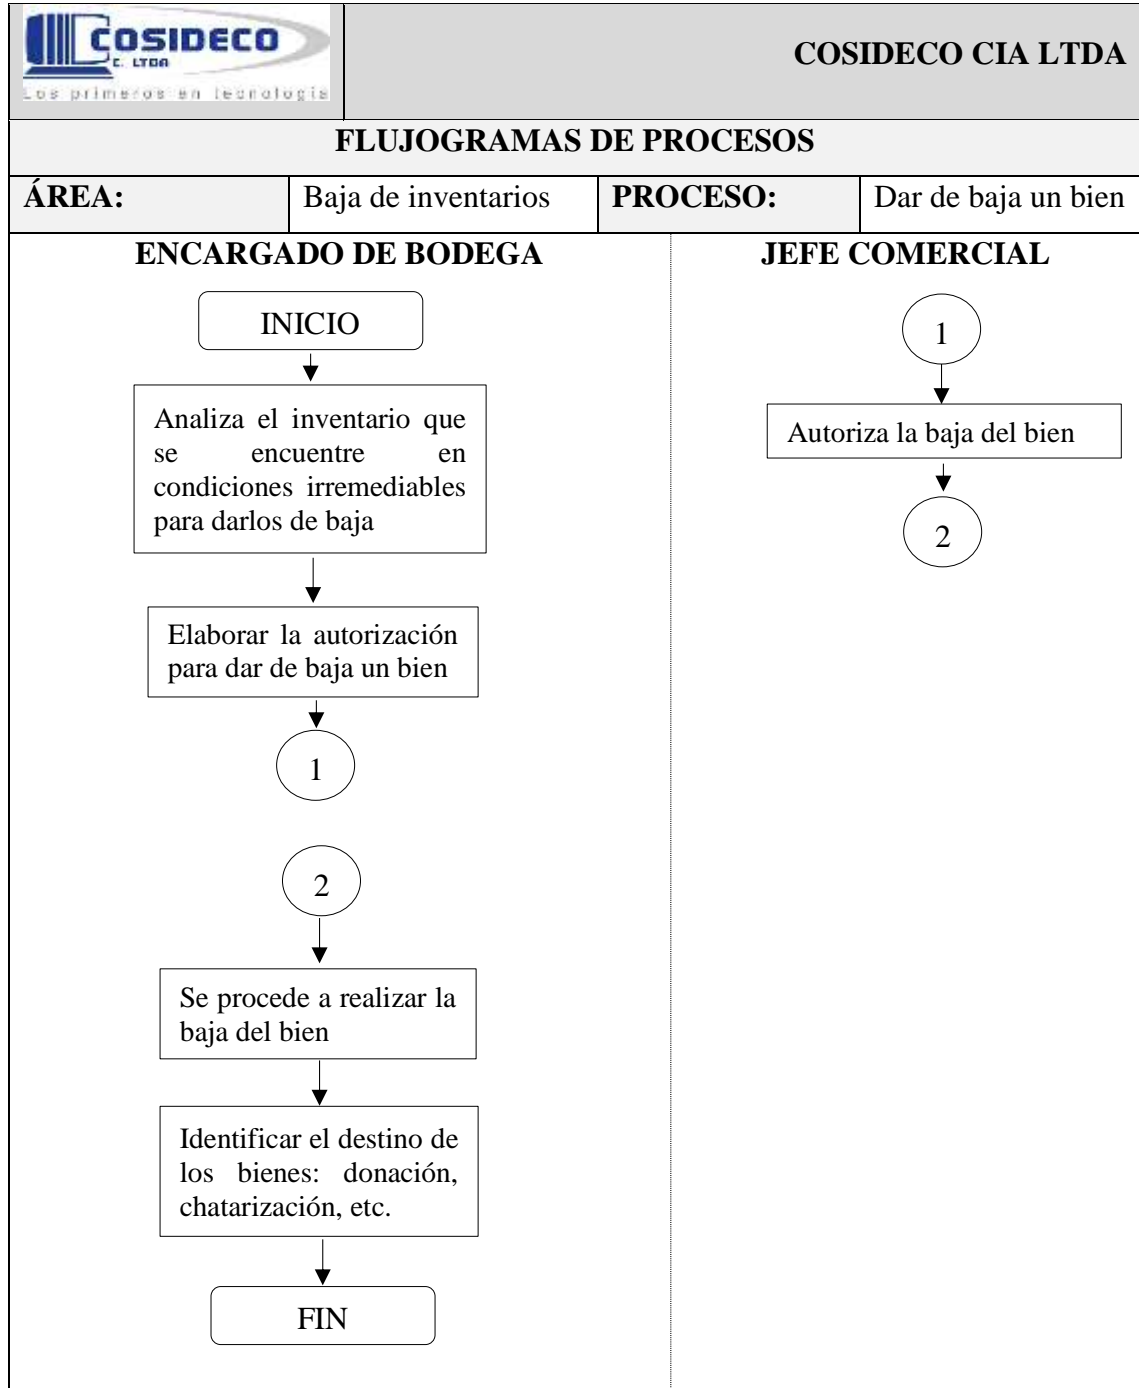 COSIDECO
C. LTDA
Los primeros en tecnología
COSIDECO CIA LTDA
FLUJOGRAMAS DE PROCESOS
ÁREA: Baja de inventarios PROCESO: Dar de baja un bien
ENCARGADO DE BODEGA
INICIO
Analiza el inventario que
se encuentre en
condiciones irremediables
para darlos de baja
Elaborar la autorización
para dar de baja un bien
1
2
Se procede a realizar la
baja del bien
Identificar el destino de
los bienes: donación,
chatarización, etc.
FIN
JEFE COMERCIAL
1
Autoriza la baja del bien
2